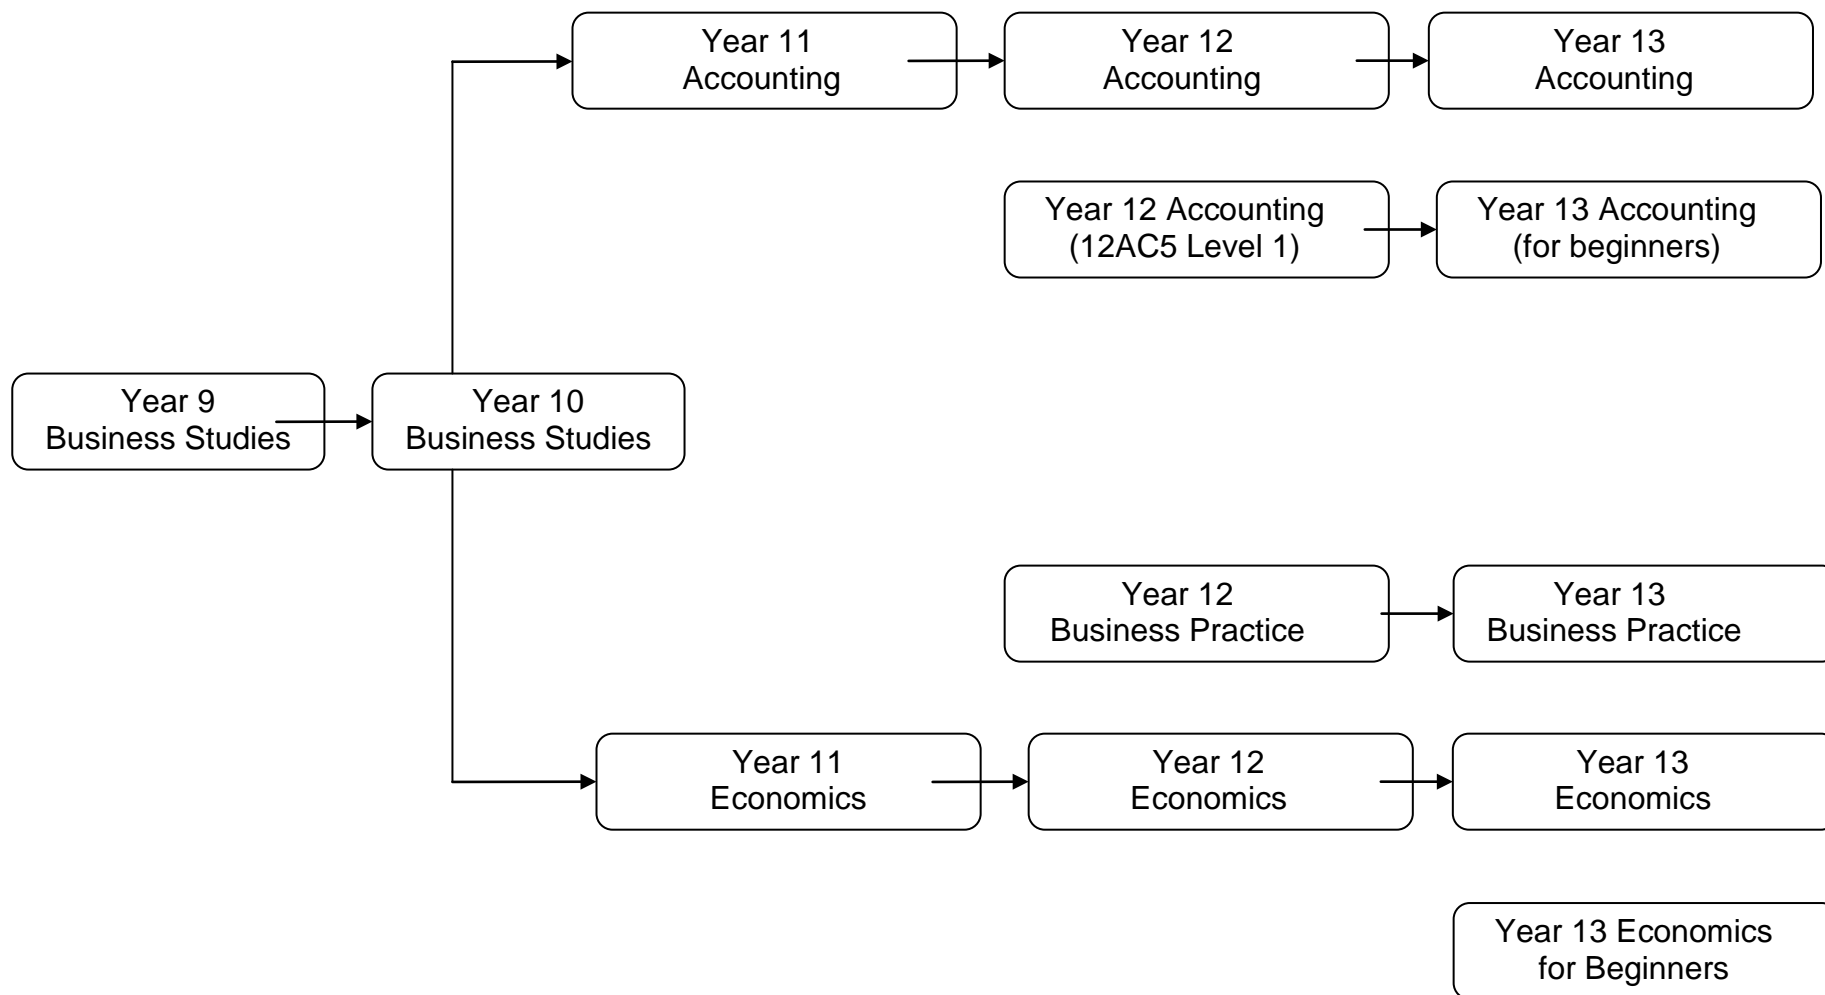 Year 11
Accounting
Year 12
Accounting
Year 13
Accounting
Year 12 Accounting
(12AC5 Level 1)
Year 13 Accounting
(for beginners)
Year 9
Business Studies
Year 10
Business Studies
Year 12
Business Practice
Year 13
Business Practice
Year 11
Economics
Year 12
Economics
Year 13
Economics
Year 13 Economics
for Beginners